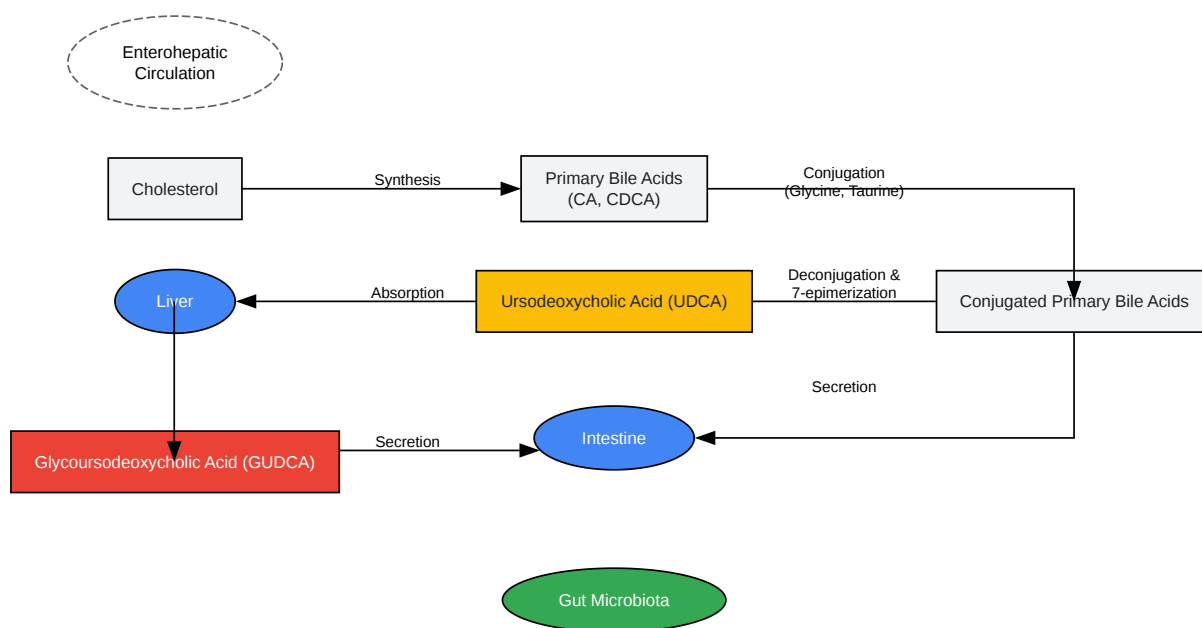 Enterohepatic
Circulation
Cholesterol
Synthesis
Primary Bile Acids
(CA, CDCA)
Conjugation
(Glycine, Taurine)
Liver
Absorption
Ursodeoxycholic Acid (UDCA)
Deconjugation &
7-epimerization
Conjugated Primary Bile Acids
Secretion
Glycoursodeoxycholic Acid (GUDCA)
Secretion
Intestine
Gut Microbiota